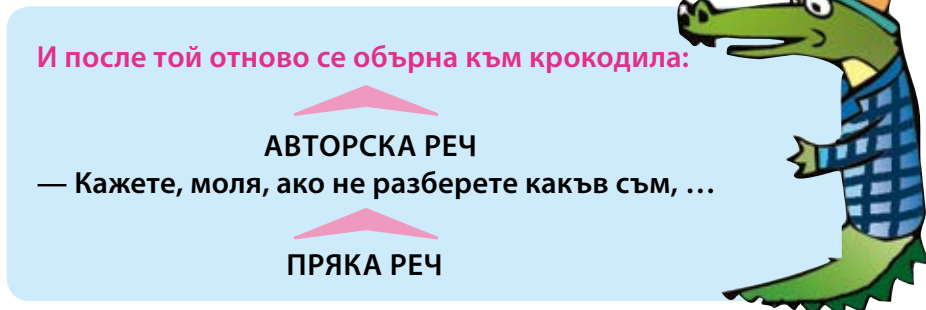 И после той отново се обърна към крокодила:
АВТОРСКА РЕЧ
— Кажете, моля, ако не разберете какъв съм, …
ПРЯКА РЕЧ